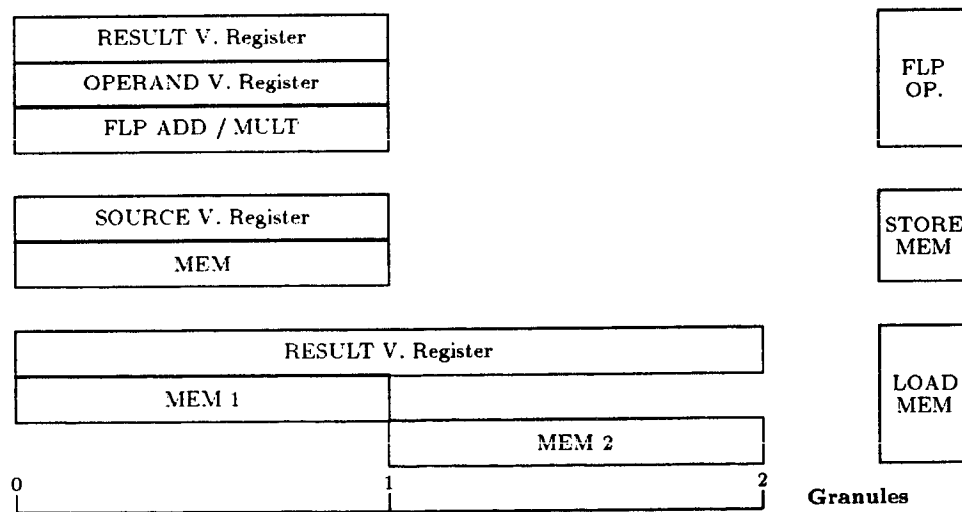 RESULT V. Register
OPERAND V. Register
FLP ADD / MULT
FLP
OP.
SOURCE V. Register
MEM
STORE
MEM
RESULT V. Register
MEM 1
MEM 2
LOAD
MEM
0 1 2
Granules